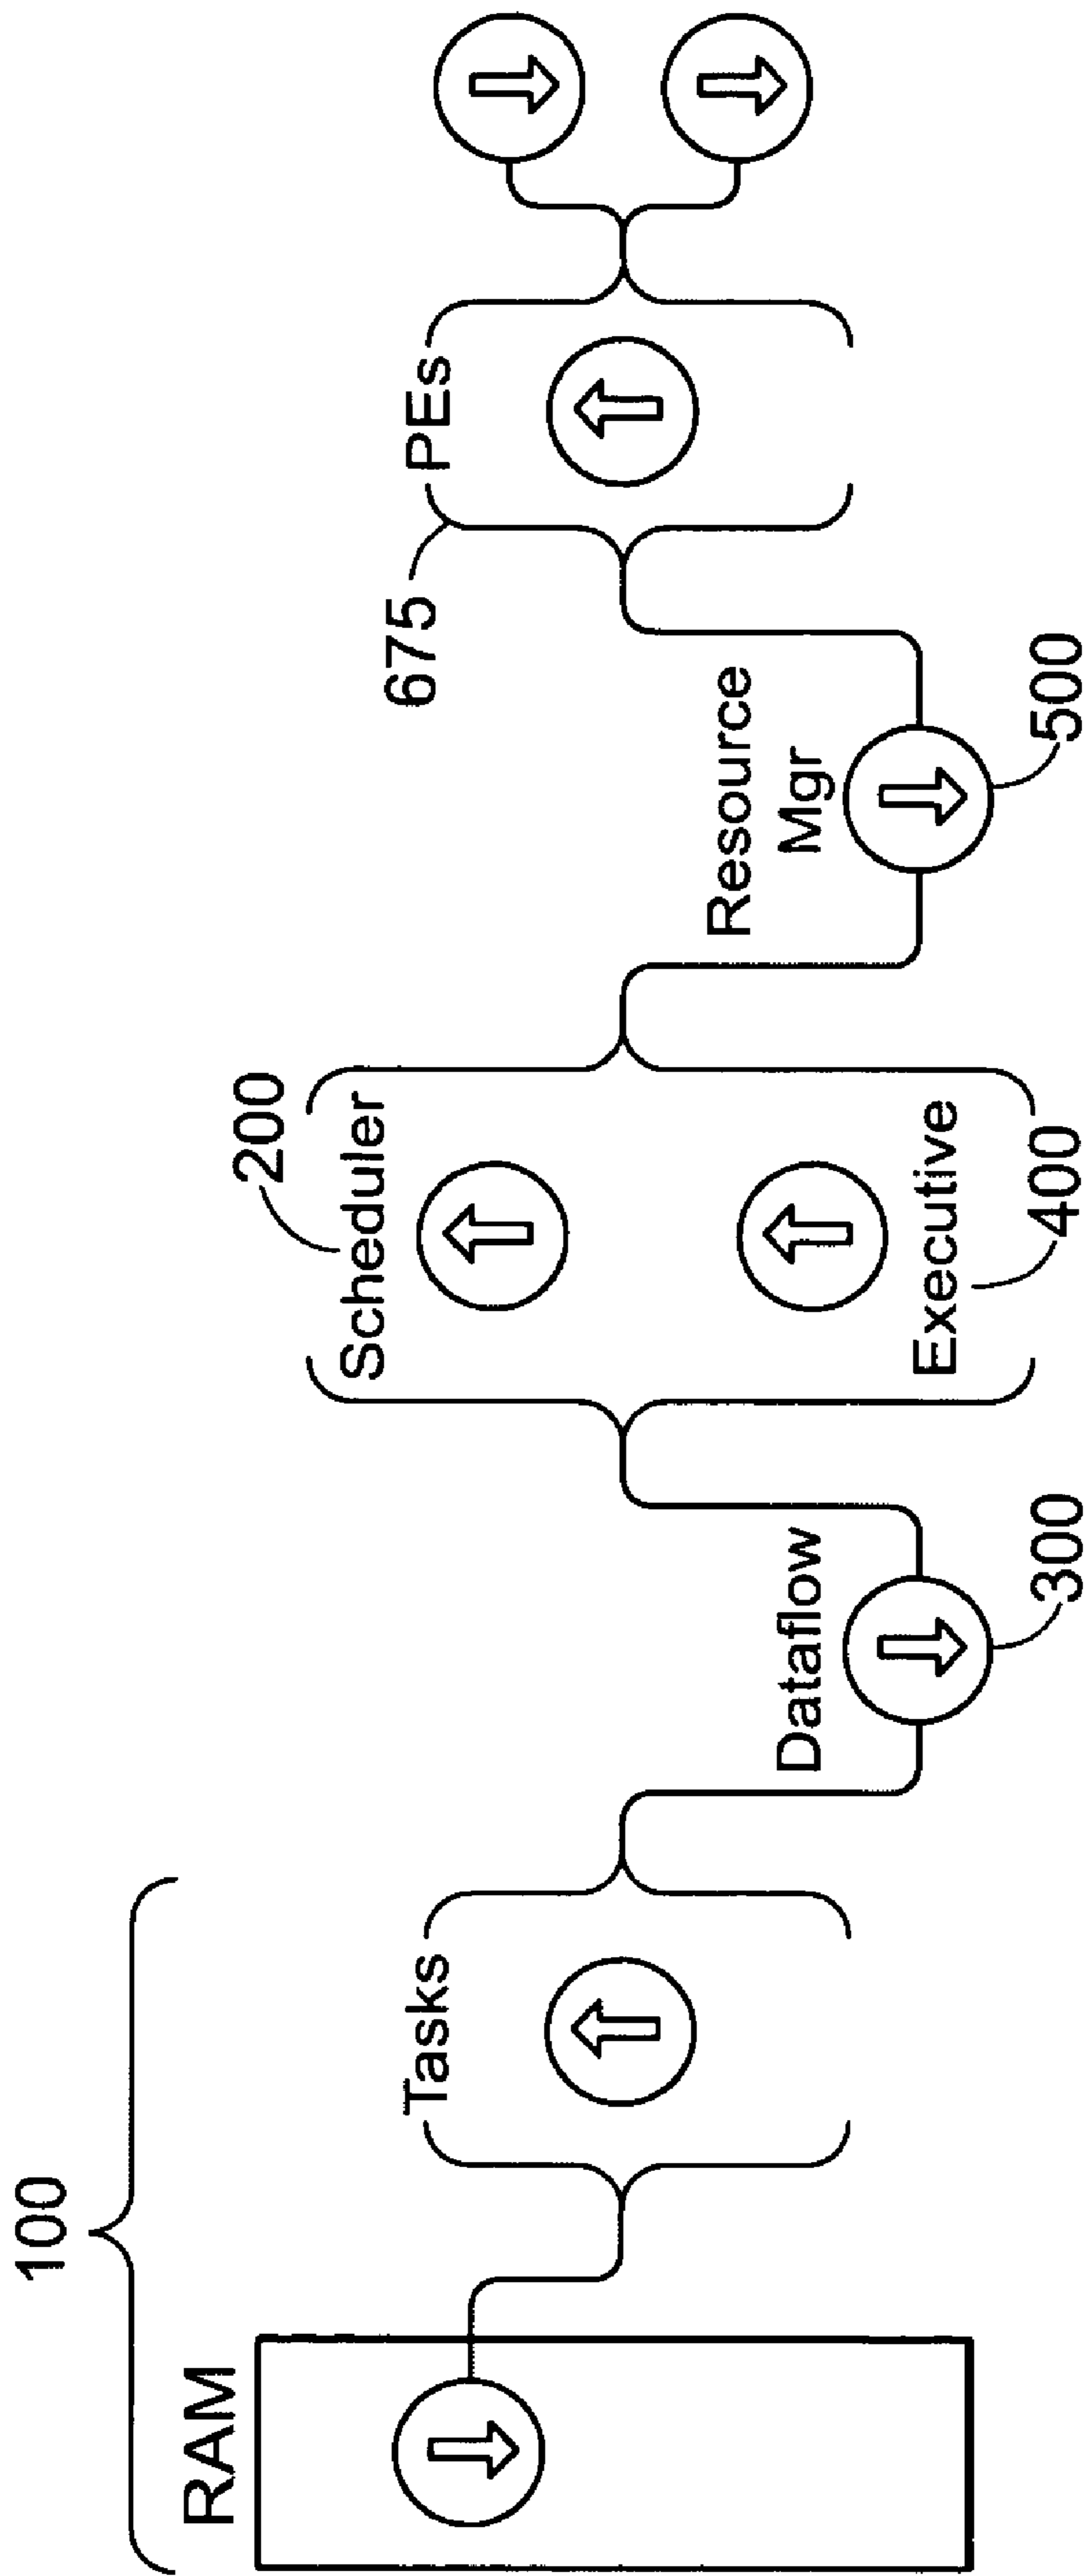 100
RAM
Tasks
Dataflow
300
200
Scheduler
Executive
400
Resource
Mgr
500
675
PEs